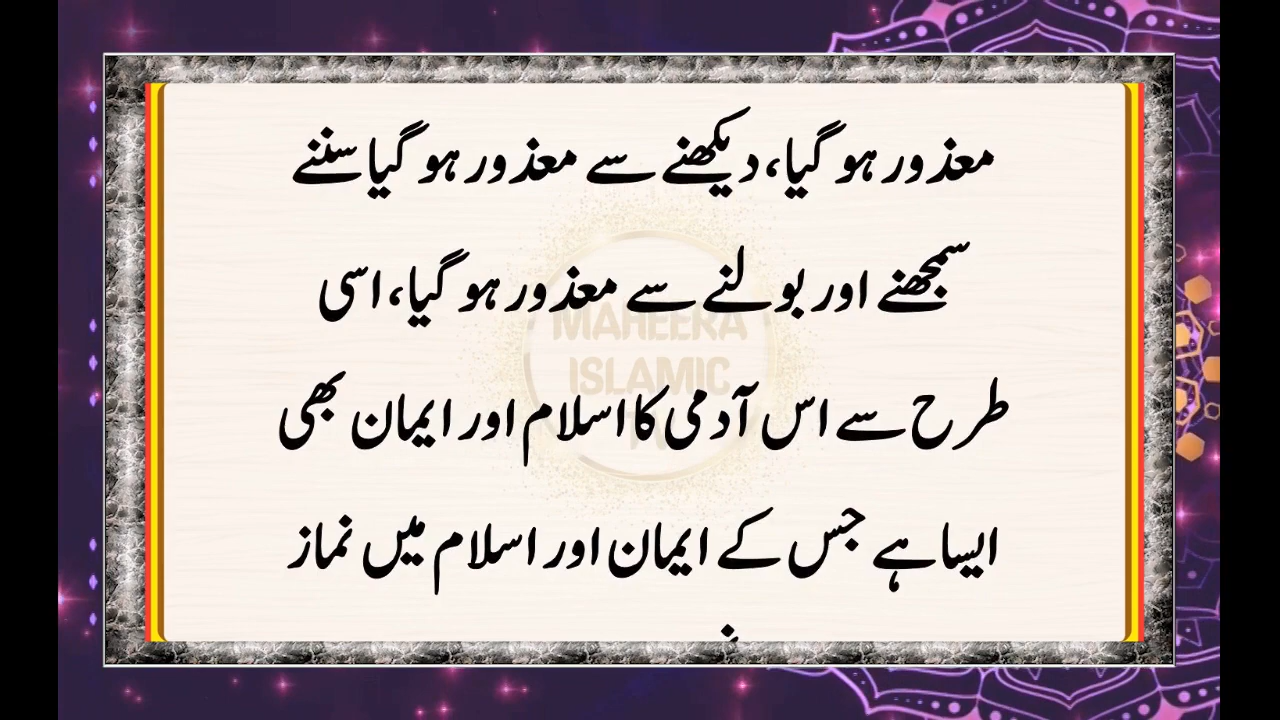 معذور ہو گیا، دیکھنے سے معذور ہو گیا سننے
سمجھنے اور بولنے سے معذور ہو گیا، اسی
MAHEERA
ISLAMIC
طرح سے اس آدمی کا اسلام اور ایمان بھی
ایسا ہے جس کے ایمان اور اسلام میں نماز